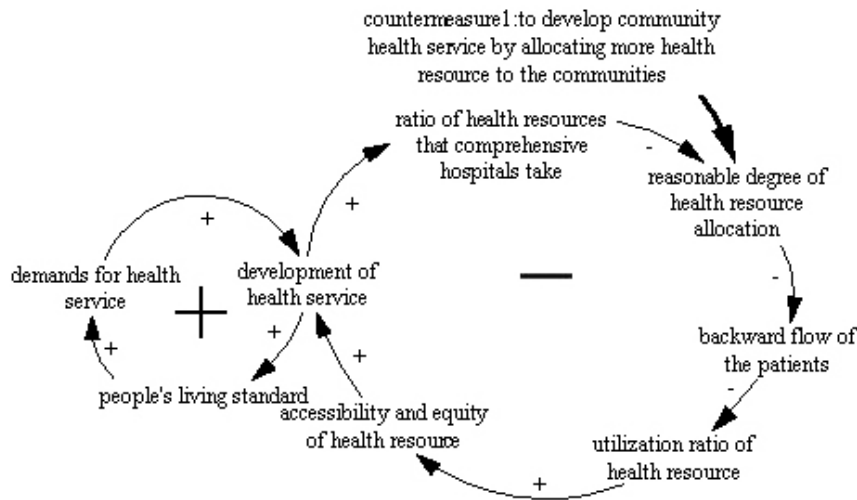 countermeasure1:to develop community
health service by allocating more health
resource to the communities
ratio of health resources
that comprehensive
hospitals take
-
reasonable degree of
health resource
allocation
+
+
demands for health
service
development of
health service
+
—
-
+
+
+
backward flow of
the patients
-
people's living standard
accessibility and equity
of health resource
utilization ratio of
health resource
+